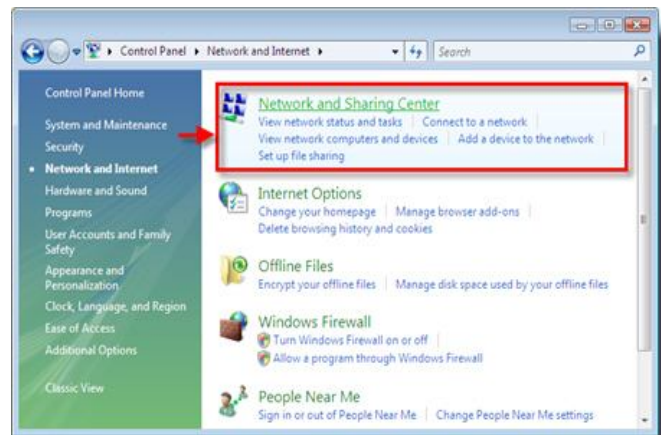 Control Panel ▸ Network and Internet ▸
Search
Control Panel Home
System and Maintenance
Security
Network and Internet
Hardware and Sound
Programs
User Accounts and Family
Safety
Appearance and
Personalization
Clock, Language, and Region
Ease of Access
Additional Options
Classic View
Network and Sharing Center
View network status and tasks | Connect to a network |
View network computers and devices | Add a device to the network |
Set up file sharing
Internet Options
Change your homepage | Manage browser add-ons |
Delete browsing history and cookies
Offline Files
Encrypt your offline files | Manage disk space used by your offline files
Windows Firewall
Turn Windows Firewall on or off |
Allow a program through Windows Firewall
People Near Me
Sign in or out of People Near Me | Change People Near Me settings